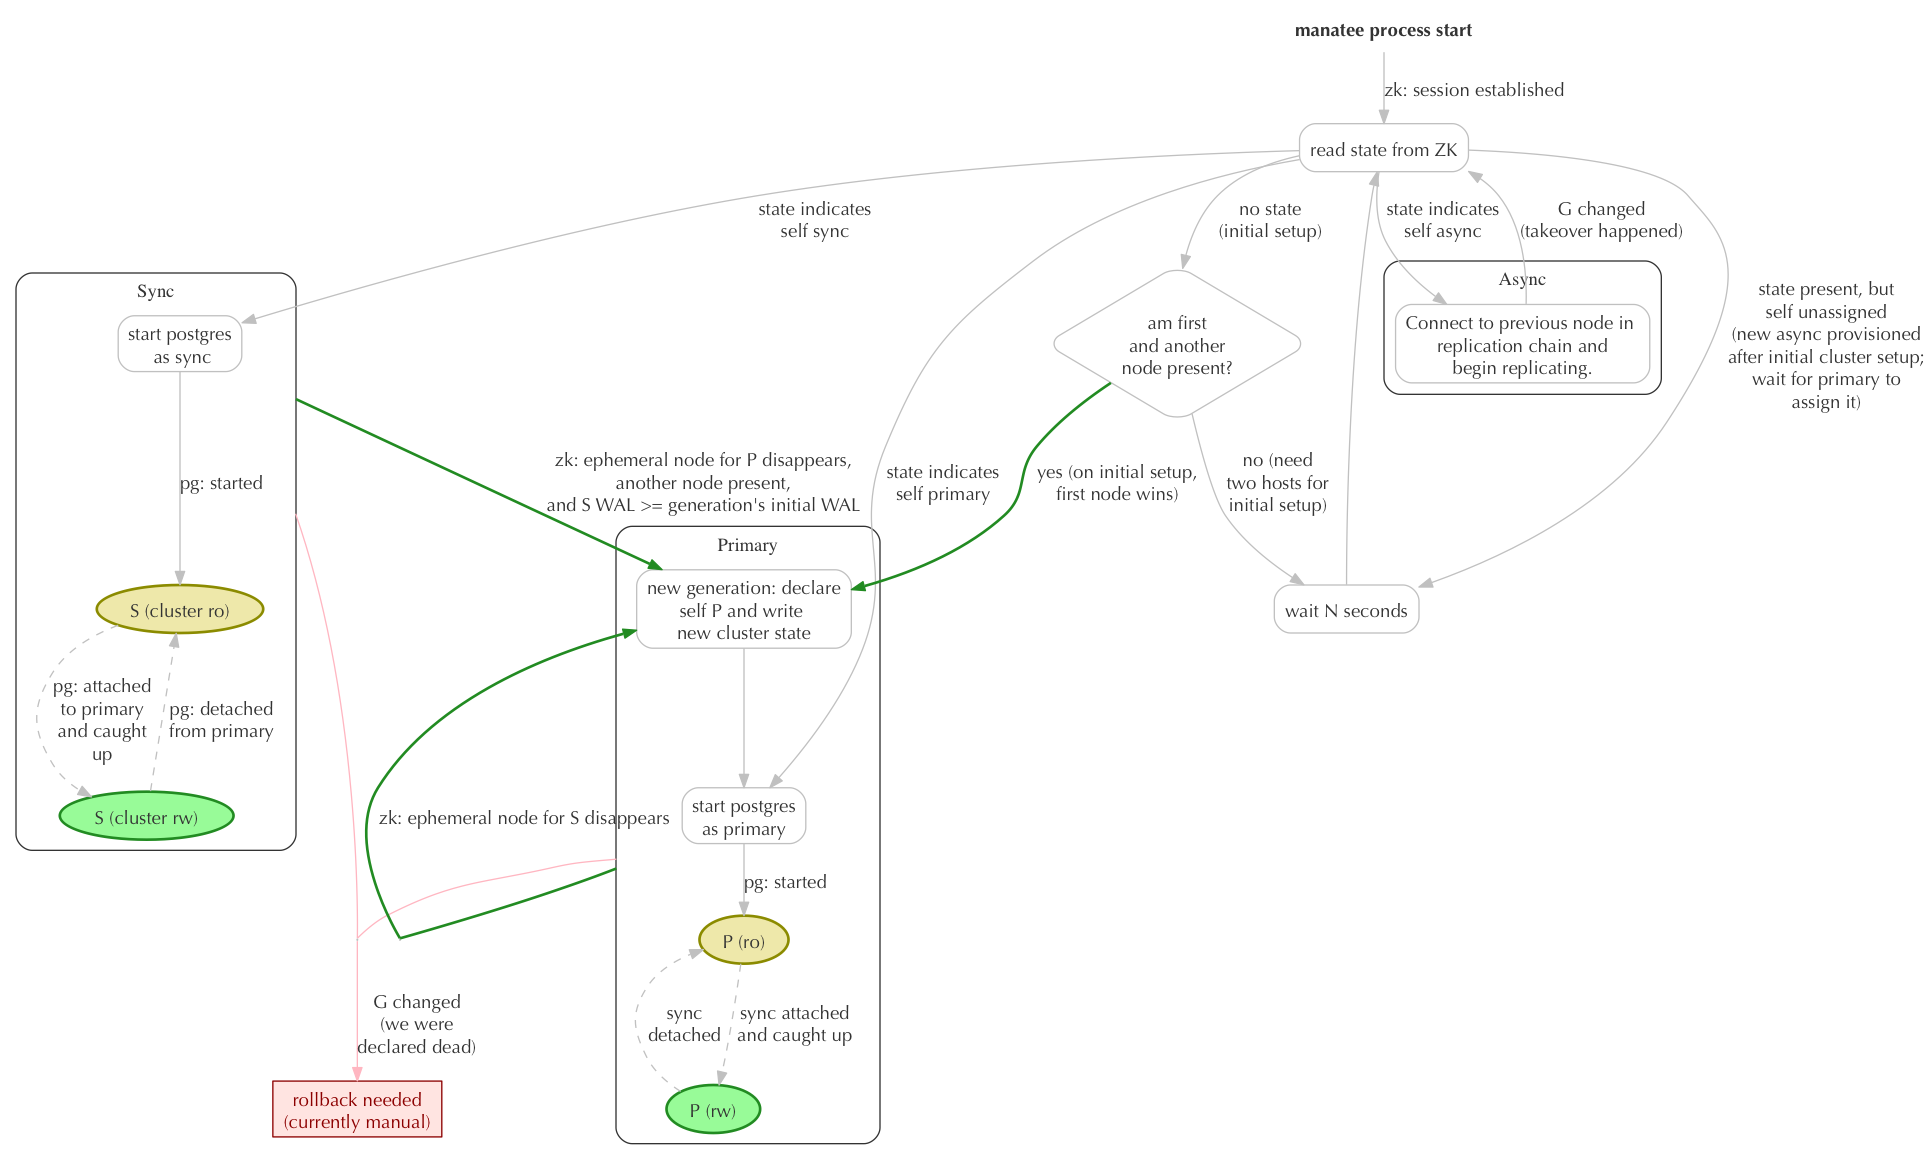 manatee process start
zk: session established
read state from ZK
state indicates
self sync
no state
(initial setup)
state indicates
self async
G changed
(takeover happened)
state present, but
self unassigned
(new async provisioned
after initial cluster setup;
wait for primary to
assign it)
Sync
start postgres
as sync
am first
and another
node present?
Async
Connect to previous node in
replication chain and
begin replicating.
pg: started
zk: ephemeral node for P disappears,
another node present,
and S WAL >= generation's initial WAL
state indicates
self primary
yes (on initial setup,
first node wins)
no (need
two hosts for
initial setup)
Primary
new generation: declare
self P and write
new cluster state
wait N seconds
S (cluster ro)
pg: attached
to primary
and caught
up
pg: detached
from primary
S (cluster rw)
zk: ephemeral node for S disappears
start postgres
as primary
pg: started
P (ro)
sync
detached
sync attached
and caught up
P (rw)
G changed
(we were
declared dead)
rollback needed
(currently manual)